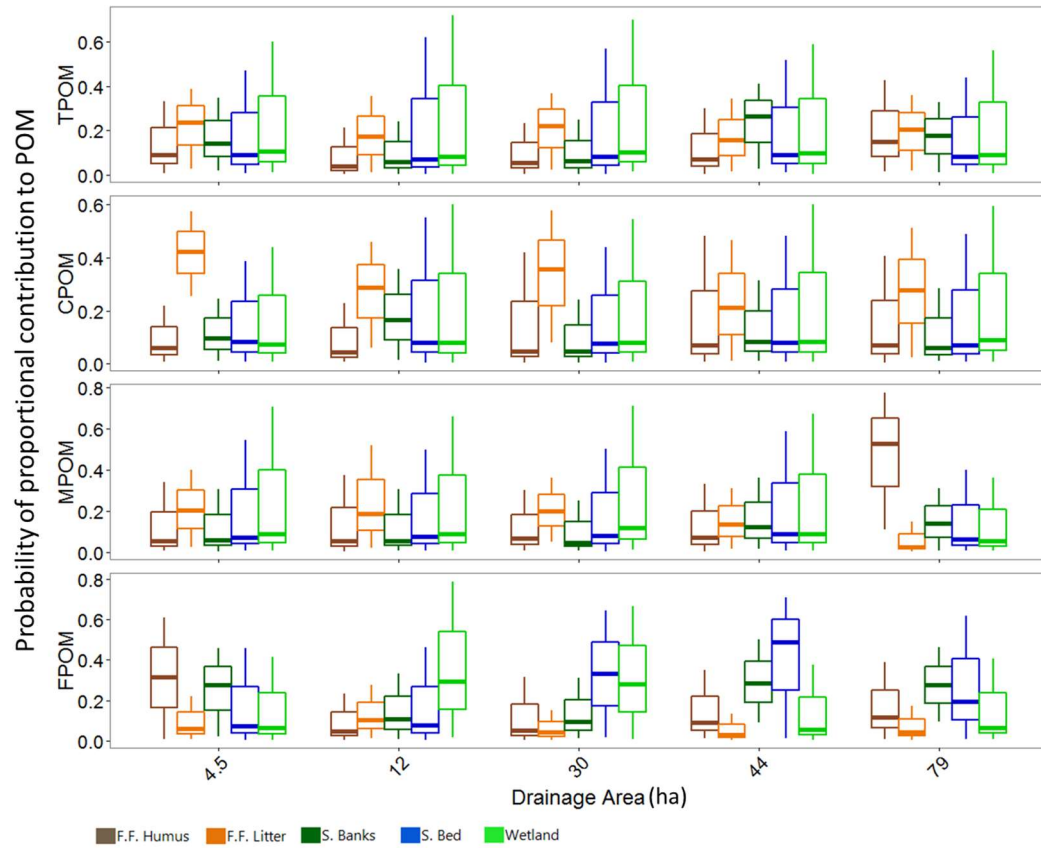 Probability of proportional contribution to POM
TPOM
0.6
0.4
0.2
0.0
CPOM
0.6
0.4
0.2
0.0
MPOM
0.8
0.6
0.4
0.2
0.0
FPOM
0.8
0.6
0.4
0.2
0.0
4.5 12 30 44 79
Drainage Area (ha)
F.F. Humus F.F. Litter S. Banks S. Bed Wetland